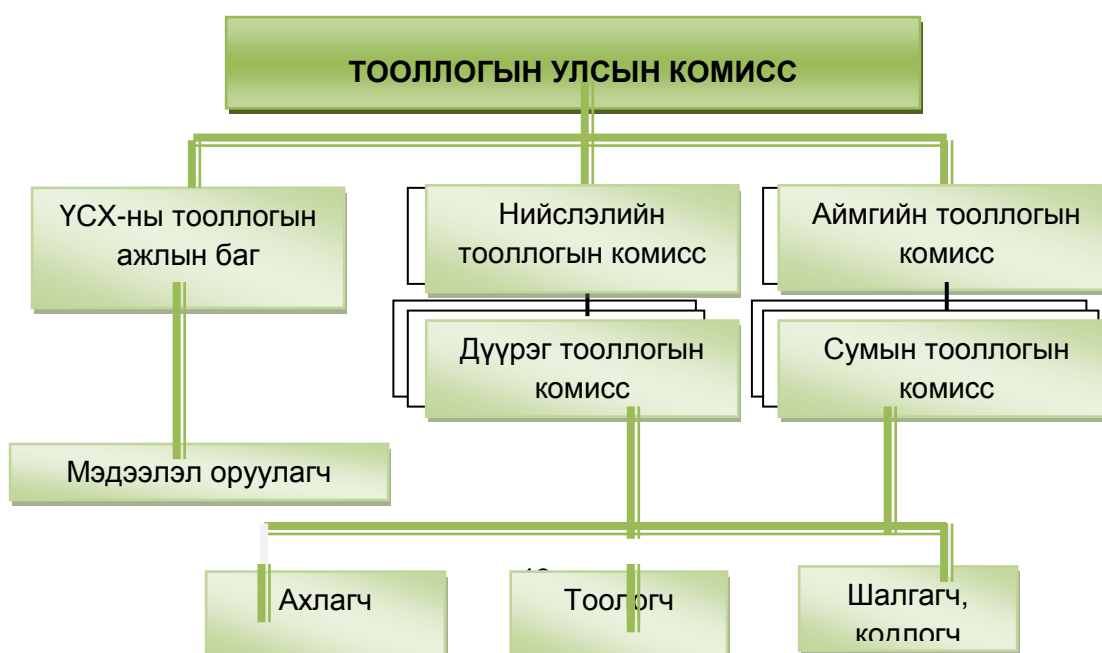 ТООЛЛОГЫН УЛСЫН КОМИСС
ҮСХ-ны тооллогын
ажлын баг
Нийслэлийн
тооллогын комисс
Аймгийн тооллогын
комисс
Дүүрэг тооллогын
комисс
Сумын тооллогын
комисс
Мэдээлэл оруулагч
Ахлагч
Тоологч
Шалгагч,
кодлогч